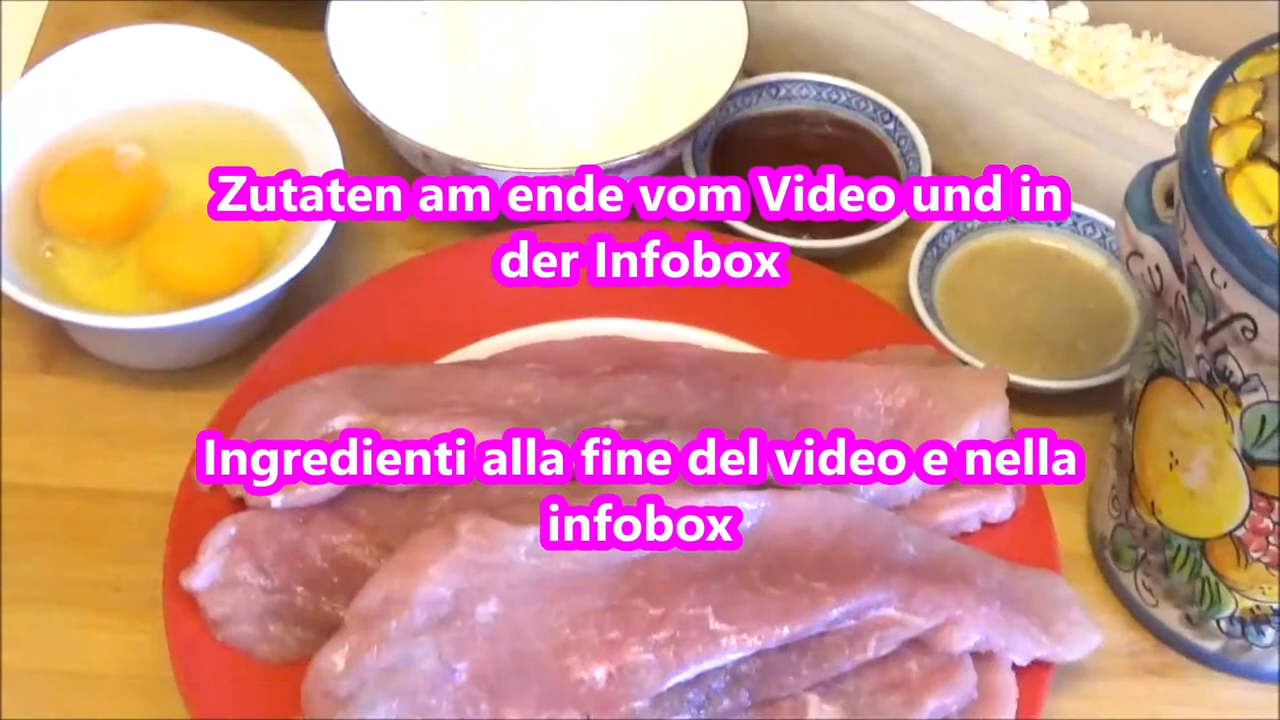 Zutaten am ende vom Video und in
der Infobox
Ingredienti alla fine del video e nella
infobox